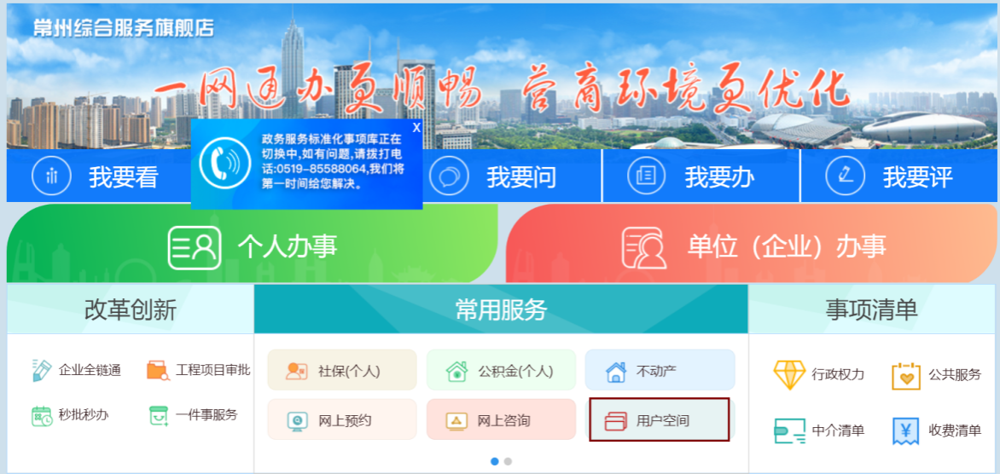 常州综合服务旗舰店
一网通办更顺畅 营商环境更优化
X
政务服务标准化事项库正在
切换中,如有问题,请拨打电
话:0519-85588064,我们将
第一时间给您解决。
我要看
我要问
我要办
我要评
个人办事
单位（企业）办事
改革创新
常用服务
事项清单
企业全链通
工程项目审批
社保(个人)
公积金(个人)
不动产
行政权力
公共服务
秒批秒办
一件事服务
网上预约
网上咨询
用户空间
中介清单
收费清单